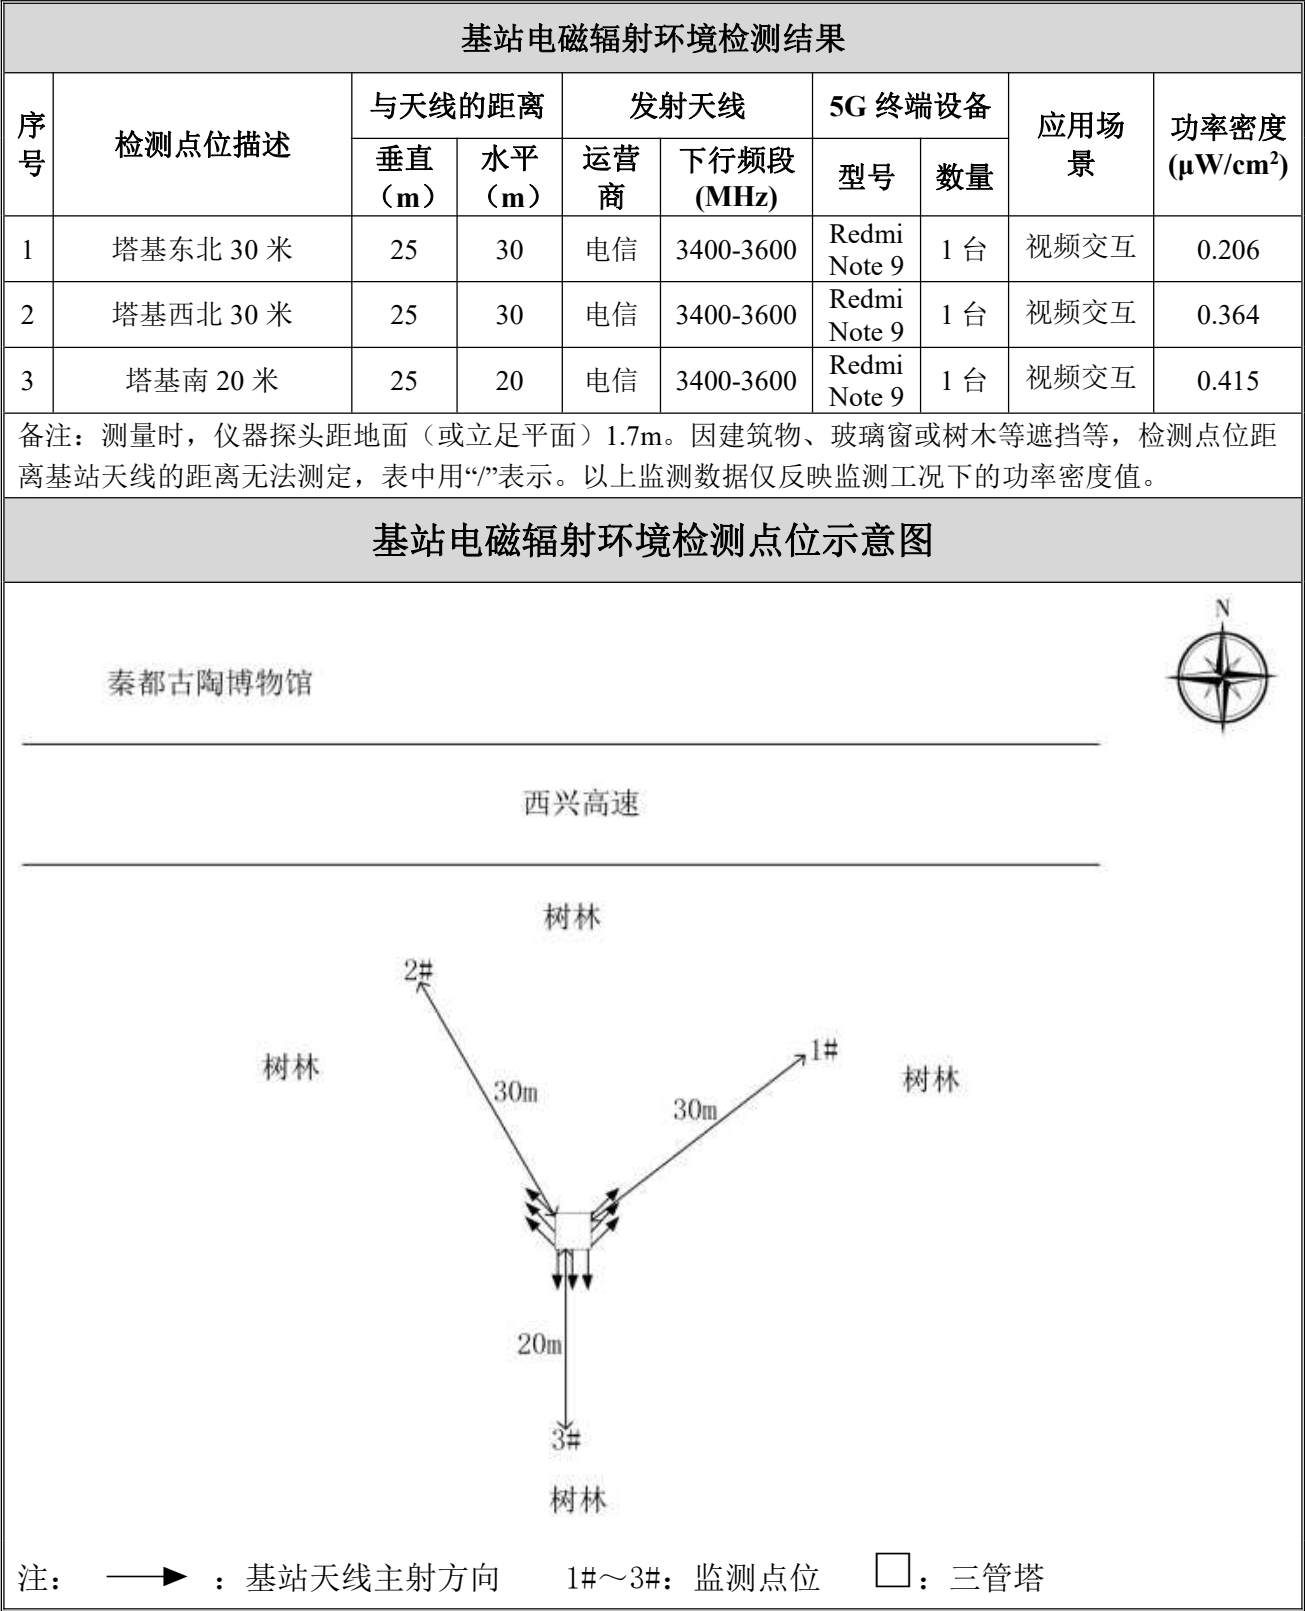 基站电磁辐射环境检测结果
序号 检测点位描述 与天线的距离 发射天线 5G 终端设备 应用场景 功率密度(μW/cm²)
垂直（m） 水平（m） 运营商 下行频段(MHz) 型号 数量
1 塔基东北 30 米 25 30 电信 3400-3600 Redmi Note 9 1 台 视频交互 0.206
2 塔基西北 30 米 25 30 电信 3400-3600 Redmi Note 9 1 台 视频交互 0.364
3 塔基南 20 米 25 20 电信 3400-3600 Redmi Note 9 1 台 视频交互 0.415
备注：测量时，仪器探头距地面（或立足平面）1.7m。因建筑物、玻璃窗或树木等遮挡等，检测点位距
离基站天线的距离无法测定，表中用“/”表示。以上监测数据仅反映监测工况下的功率密度值。
基站电磁辐射环境检测点位示意图
N
秦都古陶博物馆
西兴高速
树林
2#
1#
树林
树林
30m
30m
20m
3#
树林
注： ：基站天线主射方向 1#～3#：监测点位 ：三管塔